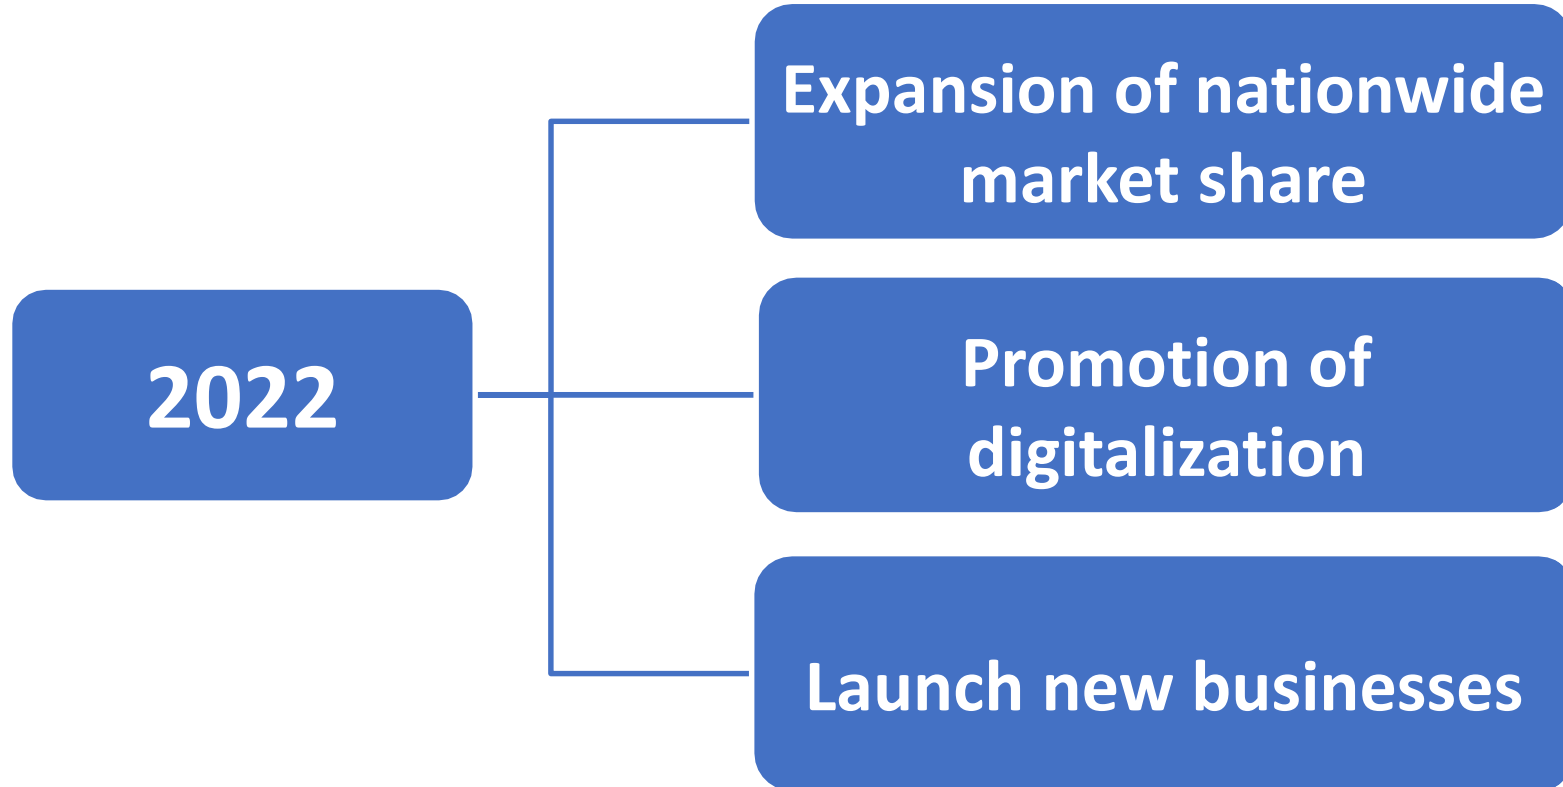 Expansion of nationwide
market share
2022
Promotion of
digitalization
Launch new businesses